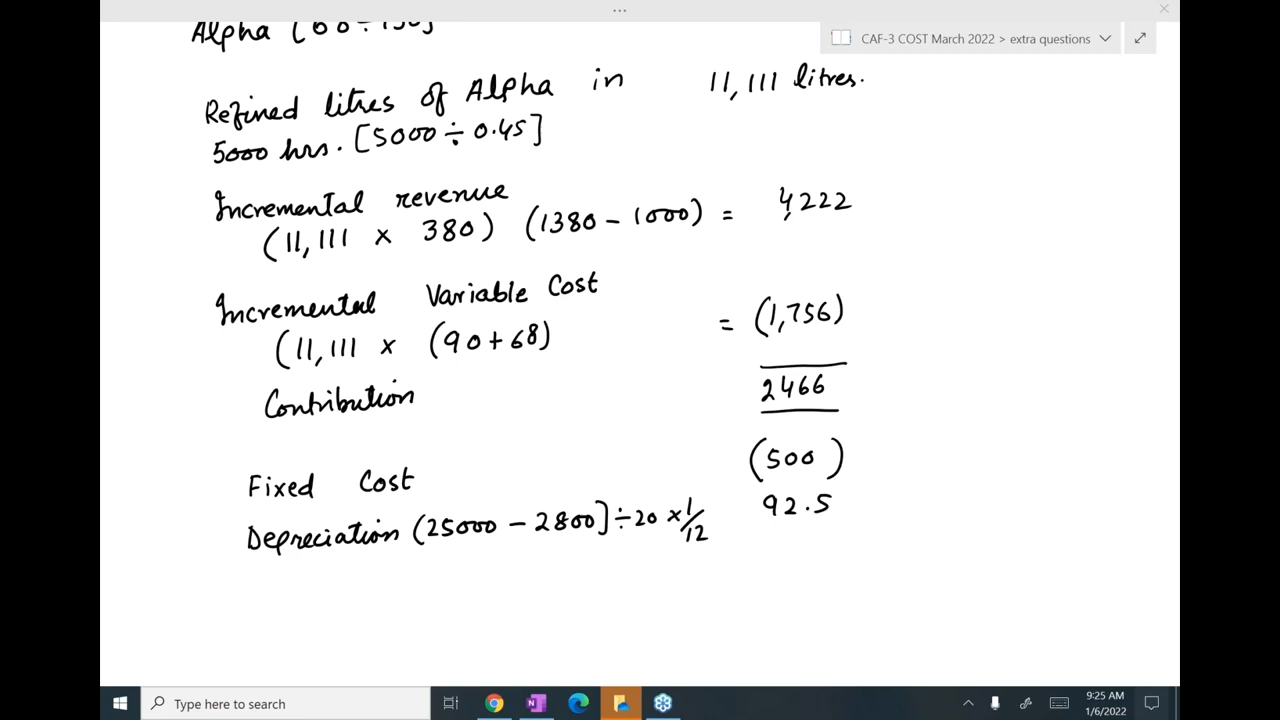 ...
CAF-3 COST March 2022 > extra questions
Alpha
Refined litres of Alpha in 11,111 litres.
5000 hrs. [5000 ÷ 0.45]
Incremental revenue
(11,111 × 380) (1380 - 1000) = 4,222
Incremental Variable Cost
(11,111 × (90+68) = (1,756)
Contribution 2466
Fixed Cost (500)
Depreciation (25000 - 2800] ÷ 20 × 1/12 92.5
Type here to search
9:25 AM
1/6/2022